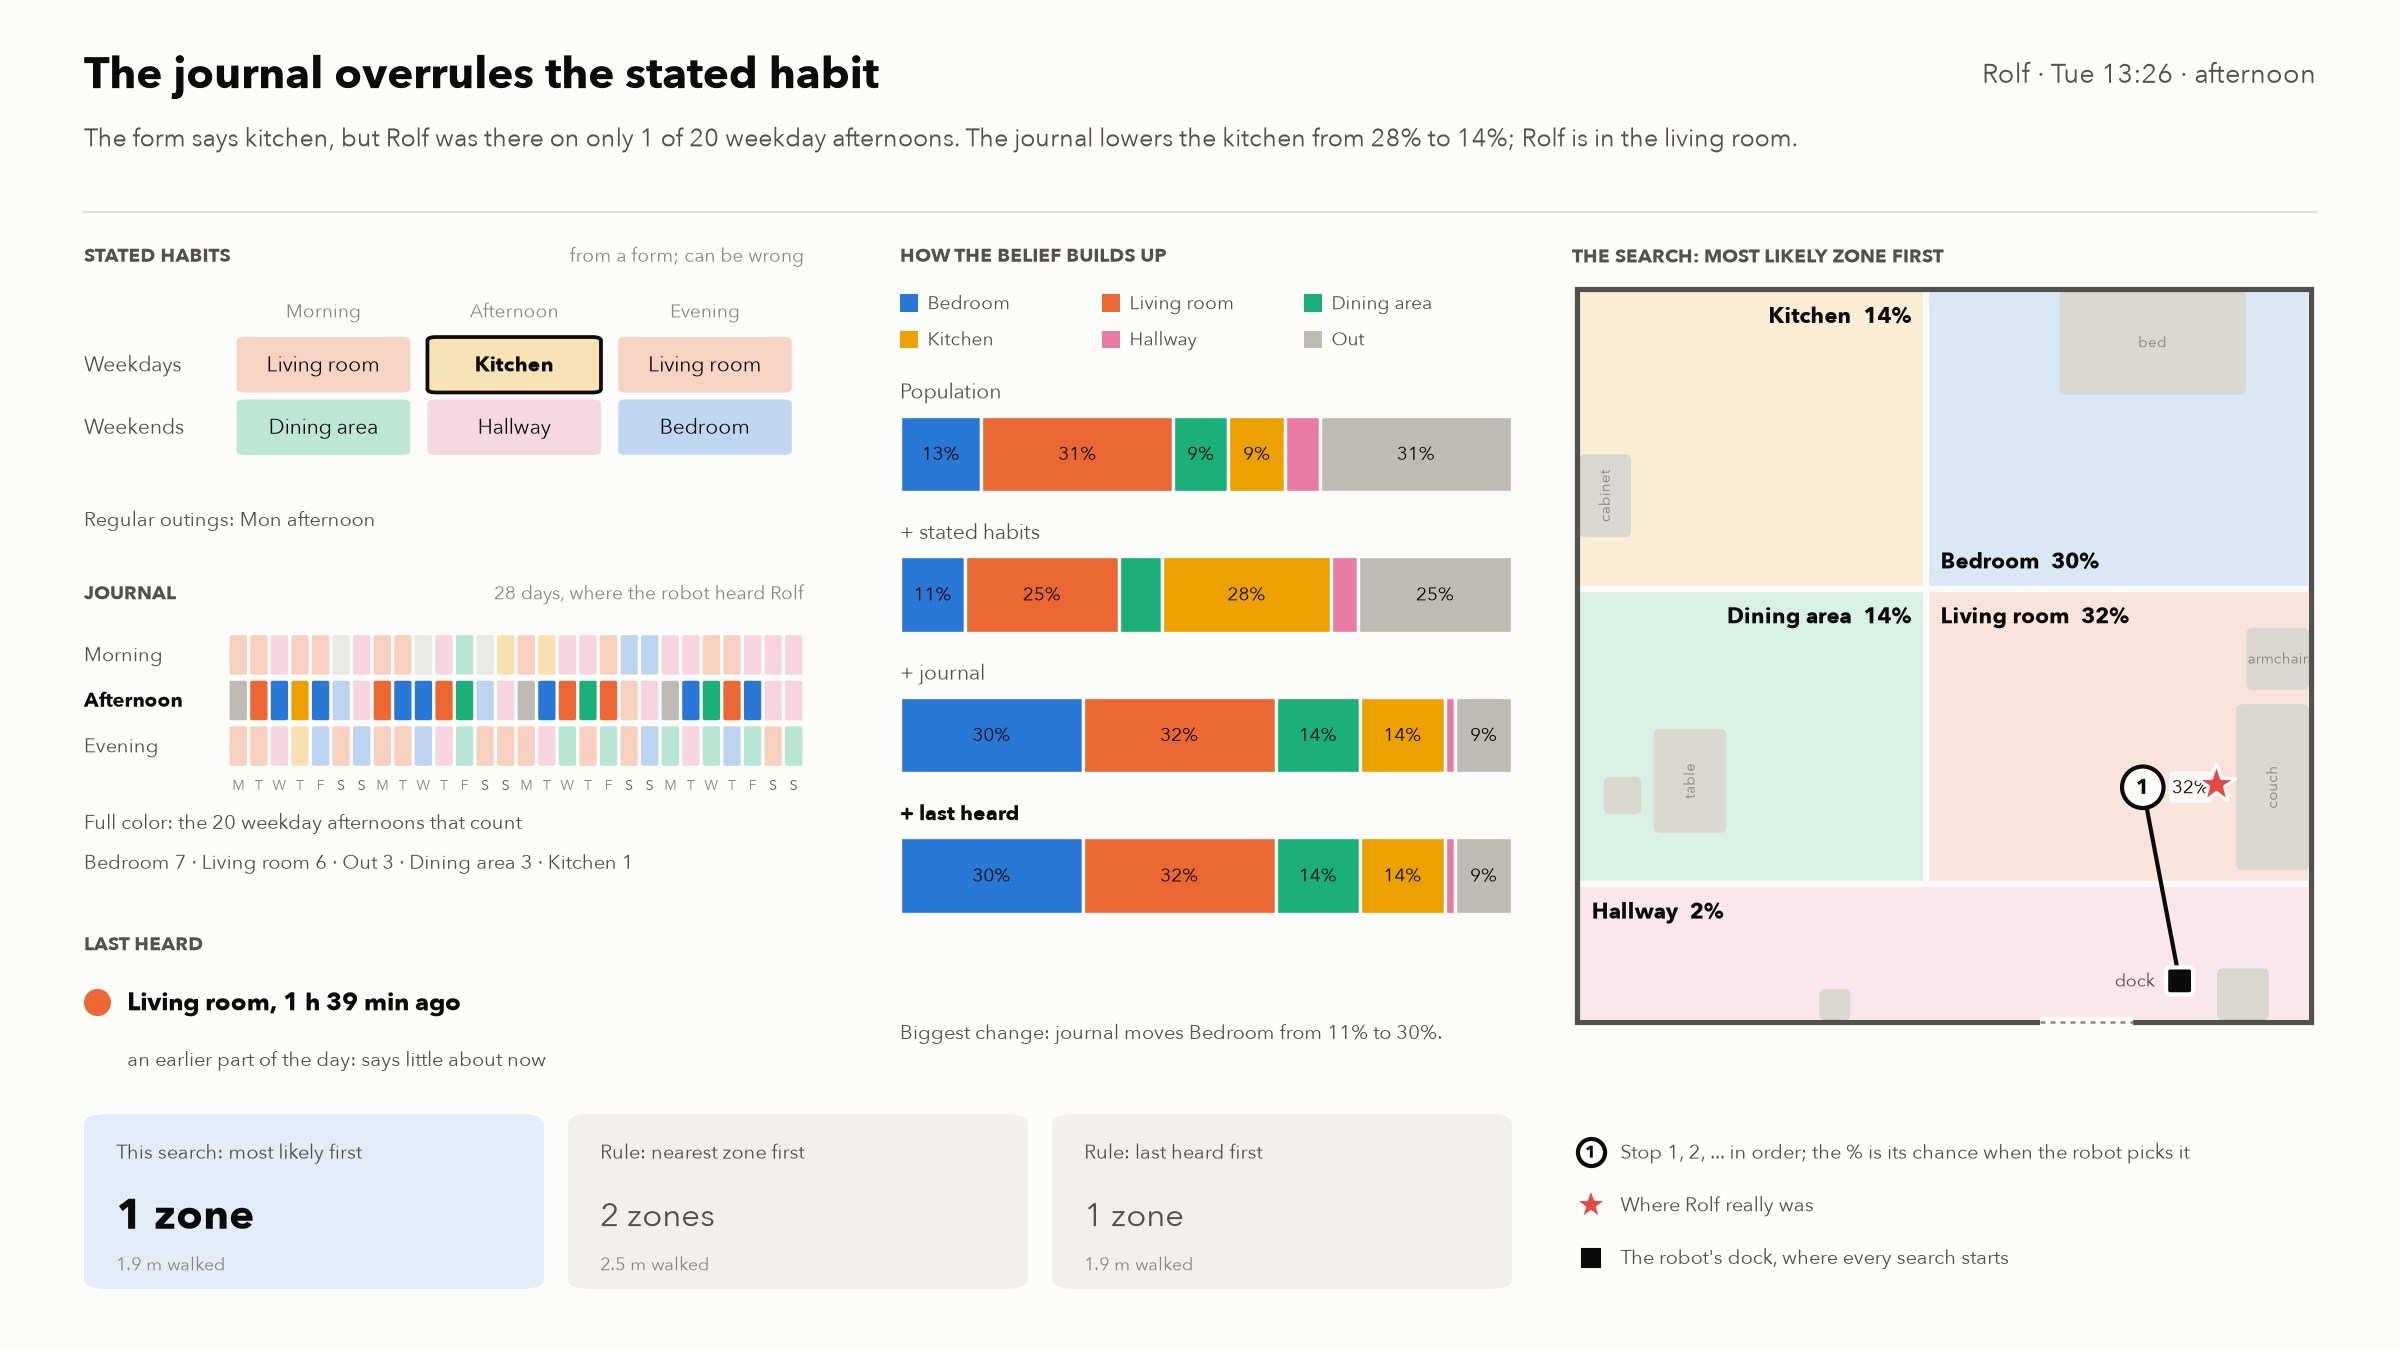 The journal overrules the stated habit
Rolf · Tue 13:26 · afternoon
The form says kitchen, but Rolf was there on only 1 of 20 weekday afternoons. The journal lowers the kitchen from 28% to 14%; Rolf is in the living room.
STATED HABITS
from a form; can be wrong
Morning Afternoon Evening
Weekdays Living room Kitchen Living room
Weekends Dining area Hallway Bedroom
Regular outings: Mon afternoon
JOURNAL
28 days, where the robot heard Rolf
Morning
Afternoon
Evening
M T W T F S S M T W T F S S M T W T F S S M T W T F S S
Full color: the 20 weekday afternoons that count
Bedroom 7 · Living room 6 · Out 3 · Dining area 3 · Kitchen 1
LAST HEARD
Living room, 1 h 39 min ago
an earlier part of the day: says little about now
HOW THE BELIEF BUILDS UP
Bedroom Living room Dining area
Kitchen Hallway Out
Population
13% 31% 9% 9% 31%
+ stated habits
11% 25% 28% 25%
+ journal
30% 32% 14% 14% 9%
+ last heard
30% 32% 14% 14% 9%
Biggest change: journal moves Bedroom from 11% to 30%.
THE SEARCH: MOST LIKELY ZONE FIRST
Kitchen 14%
bed
cabinet
Bedroom 30%
Dining area 14%
Living room 32%
armchair
table
couch
1 32%
Hallway 2%
dock
This search: most likely first
1 zone
1.9 m walked
Rule: nearest zone first
2 zones
2.5 m walked
Rule: last heard first
1 zone
1.9 m walked
1 Stop 1, 2, ... in order; the % is its chance when the robot picks it
Where Rolf really was
The robot's dock, where every search starts